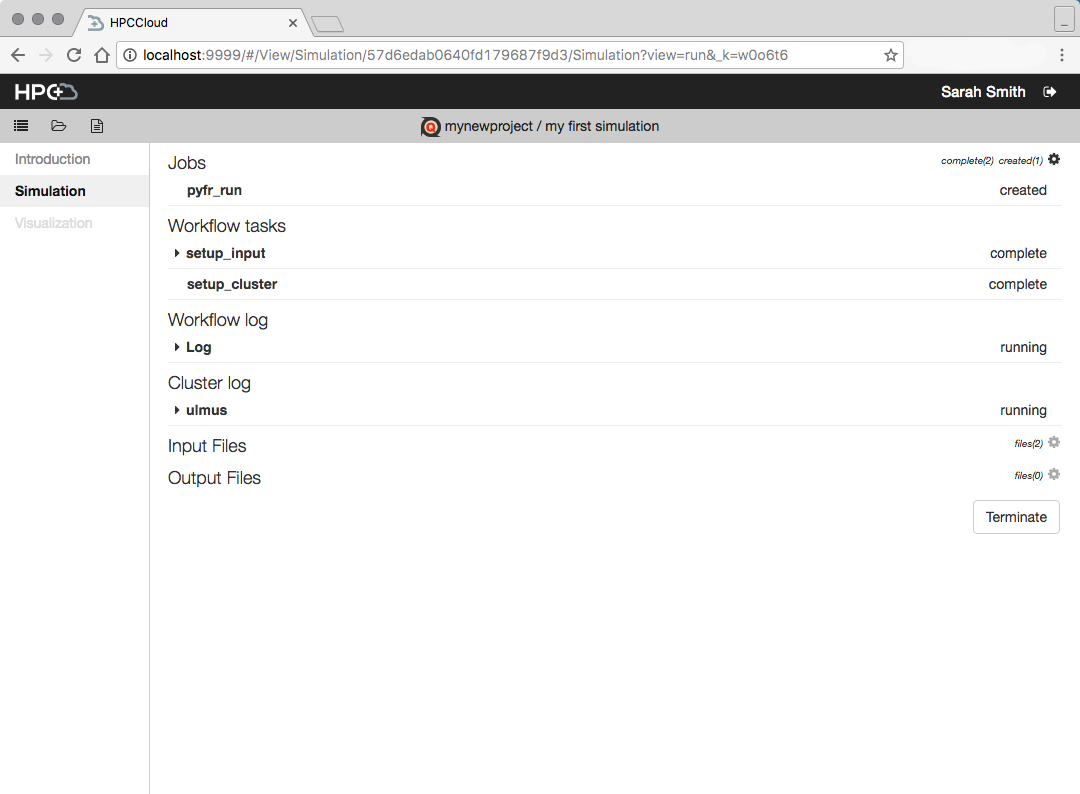 HPCCloud
localhost:9999/#/View/Simulation/57d6edab0640fd179687f9d3/Simulation?view=run&_k=w0o6t6
HPC
Sarah Smith
mynewproject / my first simulation
Introduction
Simulation
Visualization
Jobs
complete(2) created(1)
pyfr_run created
Workflow tasks
setup_input complete
setup_cluster complete
Workflow log
Log running
Cluster log
ulmus running
Input Files files(2)
Output Files files(0)
Terminate